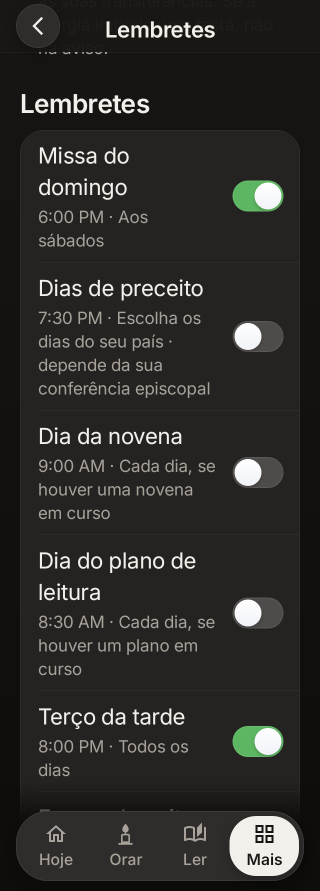 Lembretes
há aviso.
Lembretes
Missa do
domingo
6:00 PM · Aos
sábados
Dias de preceito
7:30 PM · Escolha os
dias do seu país ·
depende da sua
conferência episcopal
Dia da novena
9:00 AM · Cada dia, se
houver uma novena
em curso
Dia do plano de
leitura
8:30 AM · Cada dia, se
houver um plano em
curso
Terço da tarde
8:00 PM · Todos os
dias
Hoje
Orar
Ler
Mais